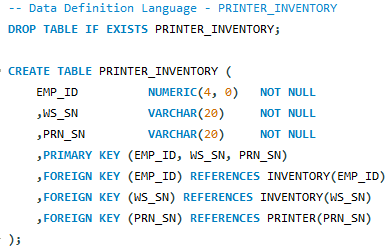 -- Data Definition Language - PRINTER_INVENTORY
DROP TABLE IF EXISTS PRINTER_INVENTORY;
CREATE TABLE PRINTER_INVENTORY (
EMP_ID NUMERIC(4, 0) NOT NULL
,WS_SN VARCHAR(20) NOT NULL
,PRN_SN VARCHAR(20) NOT NULL
,PRIMARY KEY (EMP_ID, WS_SN, PRN_SN)
,FOREIGN KEY (EMP_ID) REFERENCES INVENTORY(EMP_ID)
,FOREIGN KEY (WS_SN) REFERENCES INVENTORY(WS_SN)
,FOREIGN KEY (PRN_SN) REFERENCES PRINTER(PRN_SN)
);